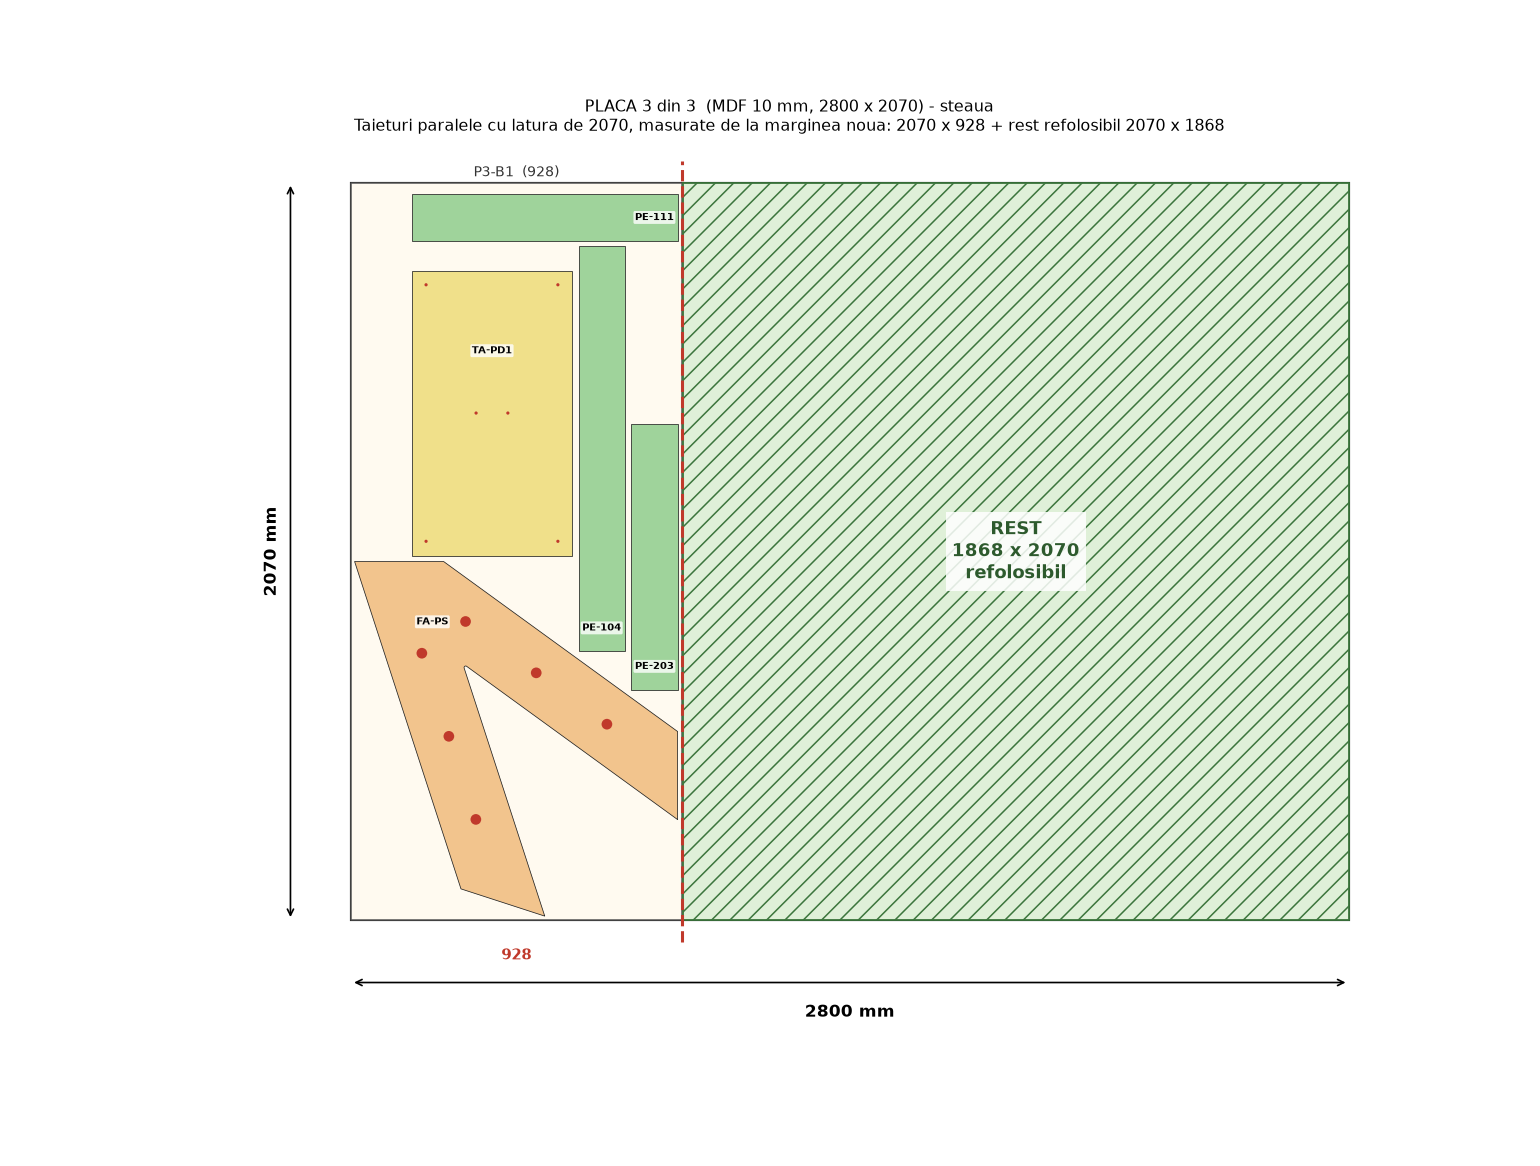 PLACA 3 din 3 (MDF 10 mm, 2800 x 2070) - steaua
Taieturi paralele cu latura de 2070, masurate de la marginea noua: 2070 x 928 + rest refolosibil 2070 x 1868
P3-B1 (928)
PE-111
TA-PD1
2070 mm
REST
1868 x 2070
refolosibil
FA-PS
PE-104
PE-203
928
2800 mm